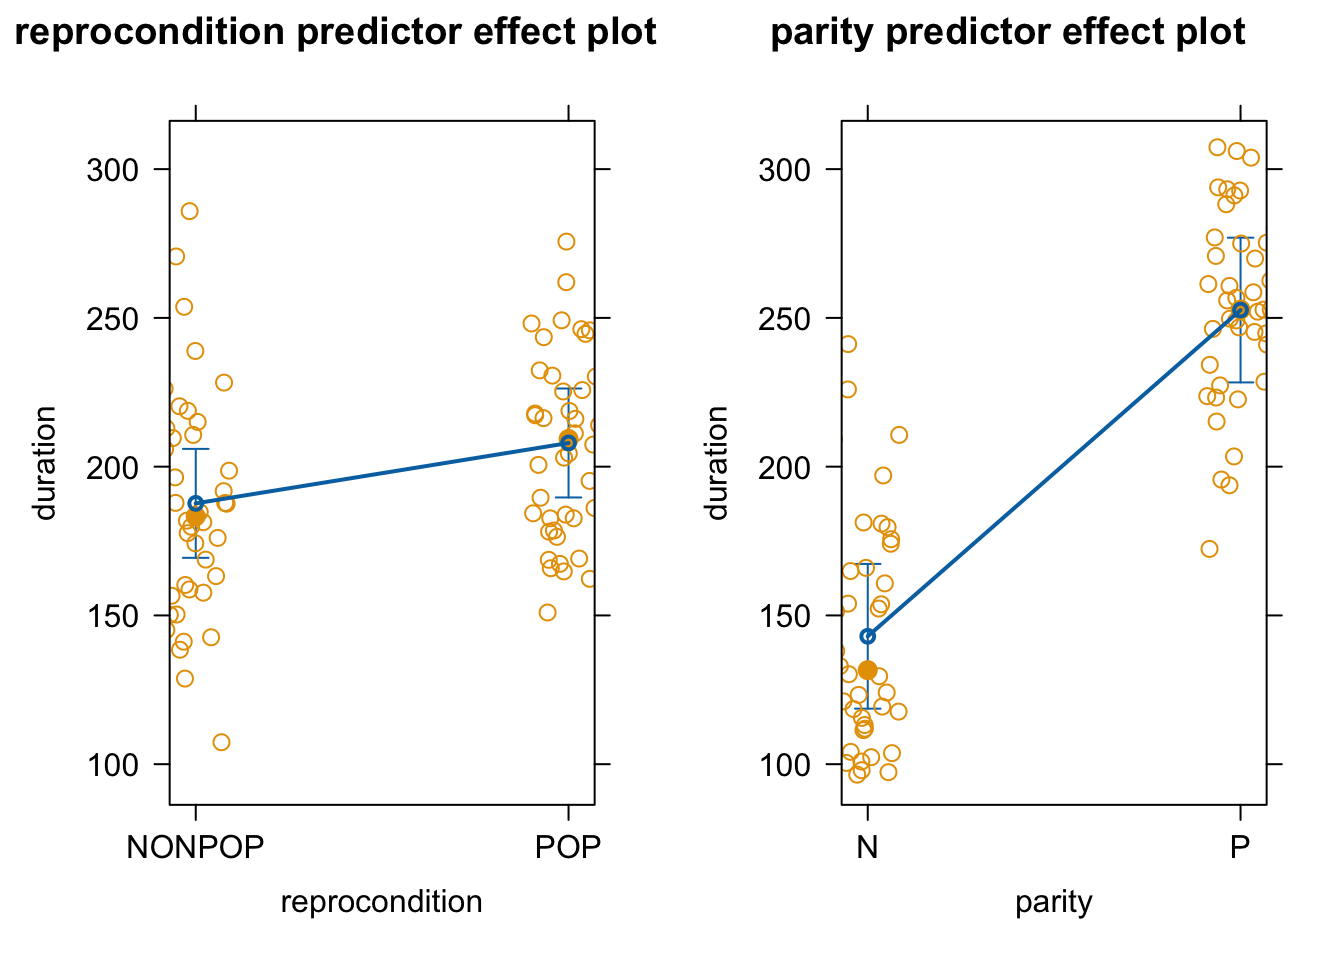 reprocondition predictor effect plot
duration
300
250
200
150
100
NONPOP POP
reprocondition
parity predictor effect plot
duration
300
250
200
150
100
N P
parity